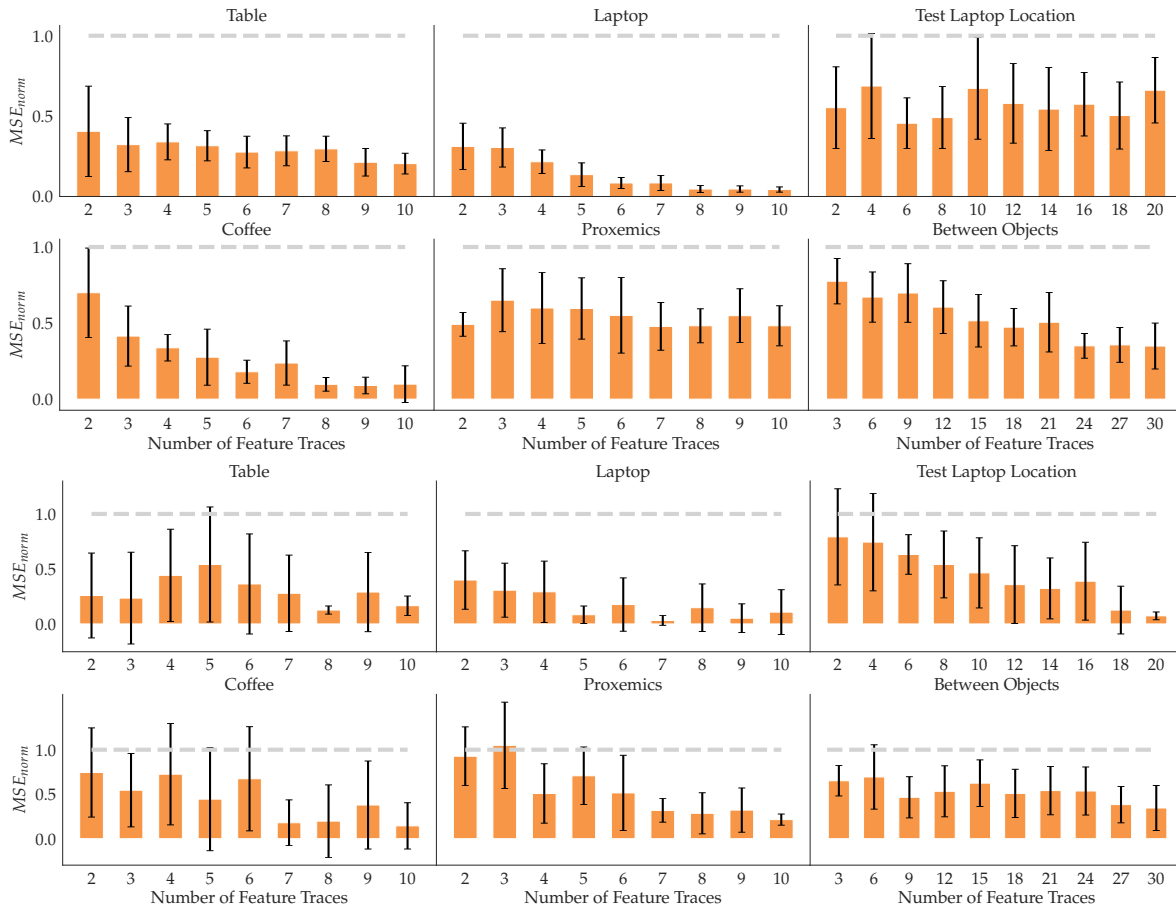 Table Laptop Test Laptop Location
1.0
MSEnorm
0.5
0.0
2 3 4 5 6 7 8 9 10 2 3 4 5 6 7 8 9 10 2 4 6 8 10 12 14 16 18 20
Coffee Proxemics Between Objects
1.0
MSEnorm
0.5
0.0
2 3 4 5 6 7 8 9 10 2 3 4 5 6 7 8 9 10 3 6 9 12 15 18 21 24 27 30
Number of Feature Traces Number of Feature Traces Number of Feature Traces
Table Laptop Test Laptop Location
1.0
MSEnorm
0.5
0.0
2 3 4 5 6 7 8 9 10 2 3 4 5 6 7 8 9 10 2 4 6 8 10 12 14 16 18 20
Coffee Proxemics Between Objects
1.0
MSEnorm
0.5
0.0
2 3 4 5 6 7 8 9 10 2 3 4 5 6 7 8 9 10 3 6 9 12 15 18 21 24 27 30
Number of Feature Traces Number of Feature Traces Number of Feature Traces